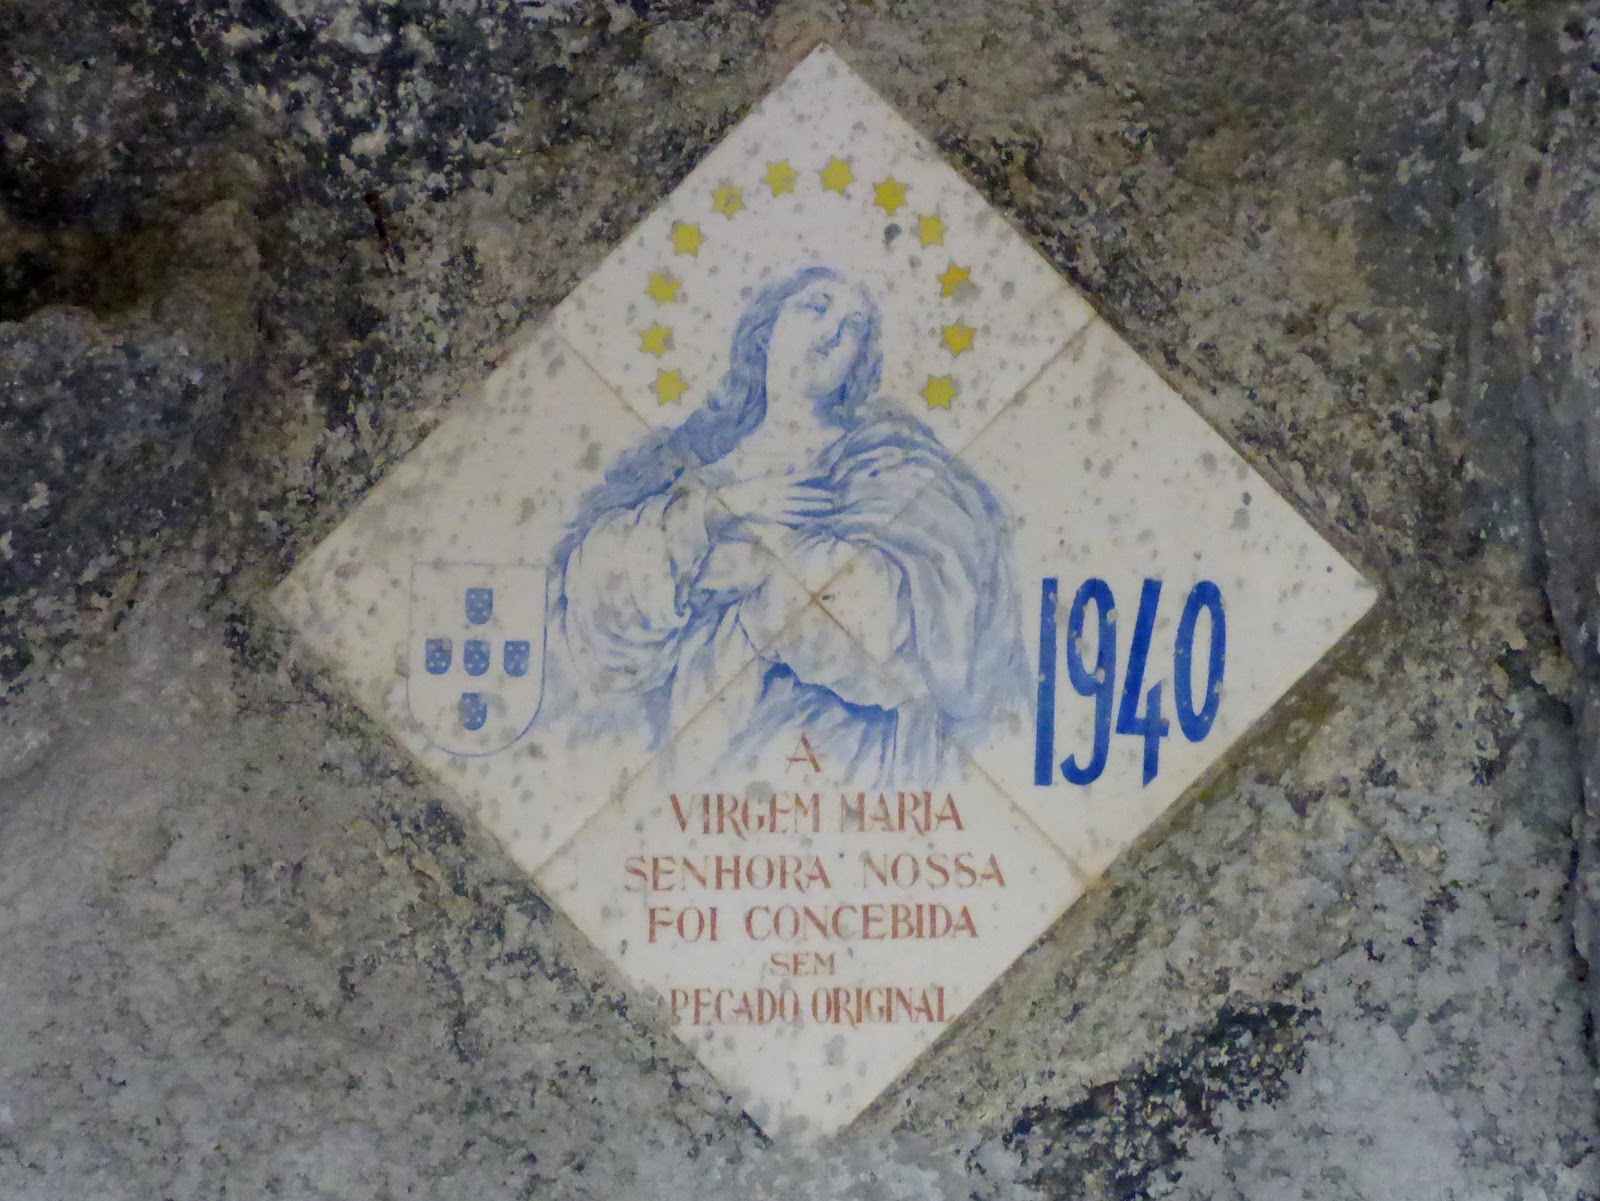 1940
A
VIRGEM MARIA
SENHORA NOSSA
FOI CONCEBIDA
SEM
PECADO ORIGINAL